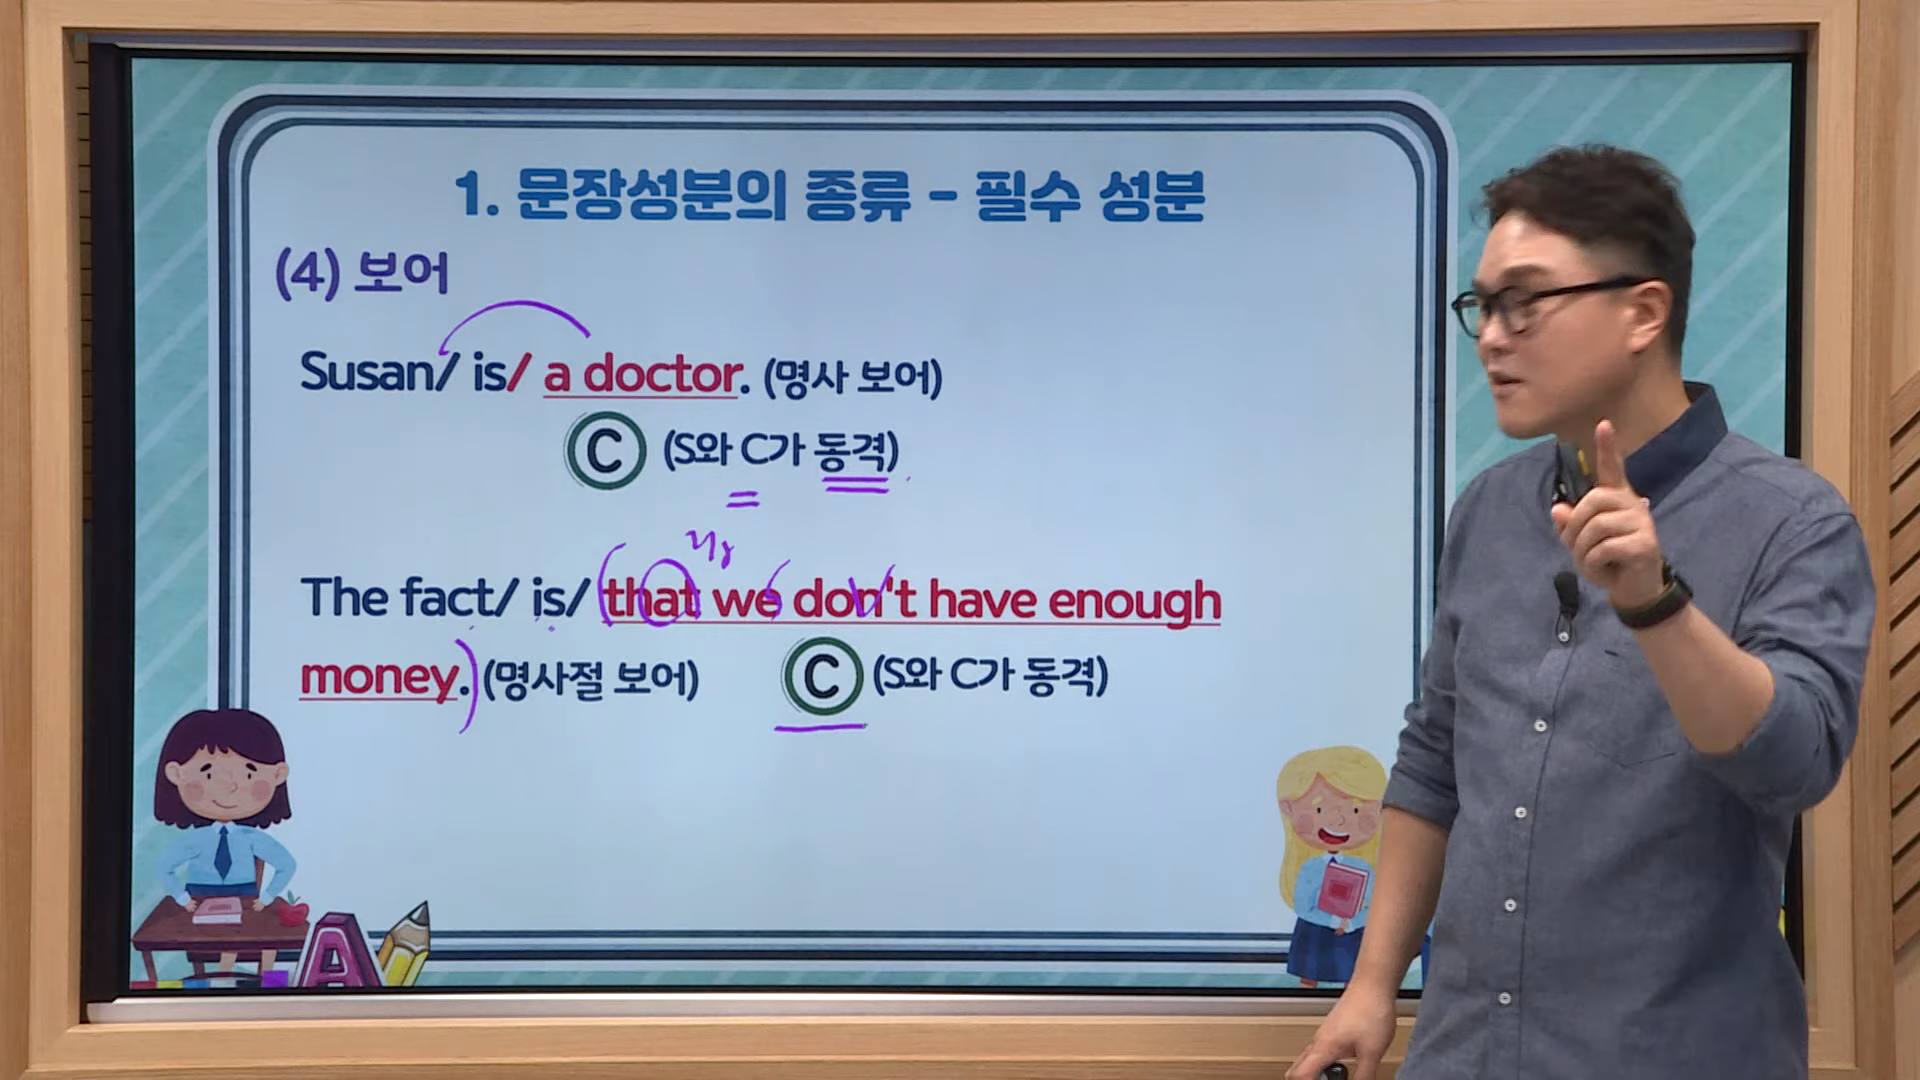 1. 문장성분의 종류 - 필수 성분
(4) 보어
Susan/ is/ a doctor. (명사 보어)
C (S와 C가 동격)
=
The fact/ is/ that we don't have enough
money. (명사절 보어) C (S와 C가 동격)
A